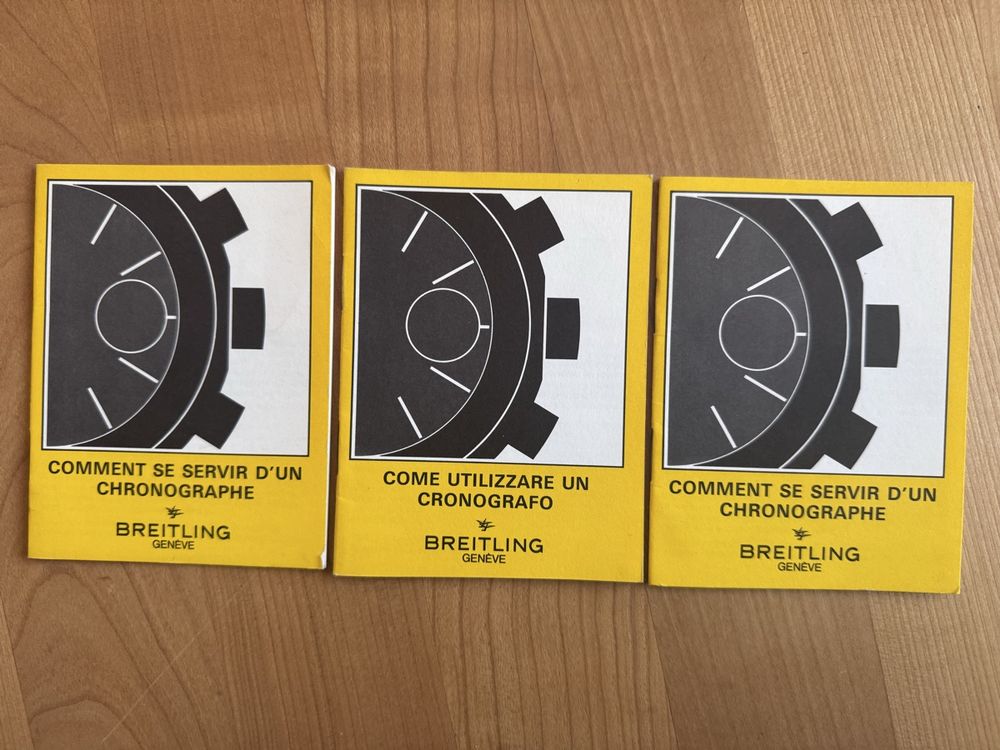 COMMENT SE SERVIR D'UN
CHRONOGRAPHE
BREITLING
GENÈVE
COME UTILIZZARE UN
CRONOGRAFO
BREITLING
GENÈVE
COMMENT SE SERVIR D'UN
CHRONOGRAPHE
BREITLING
GENÈVE